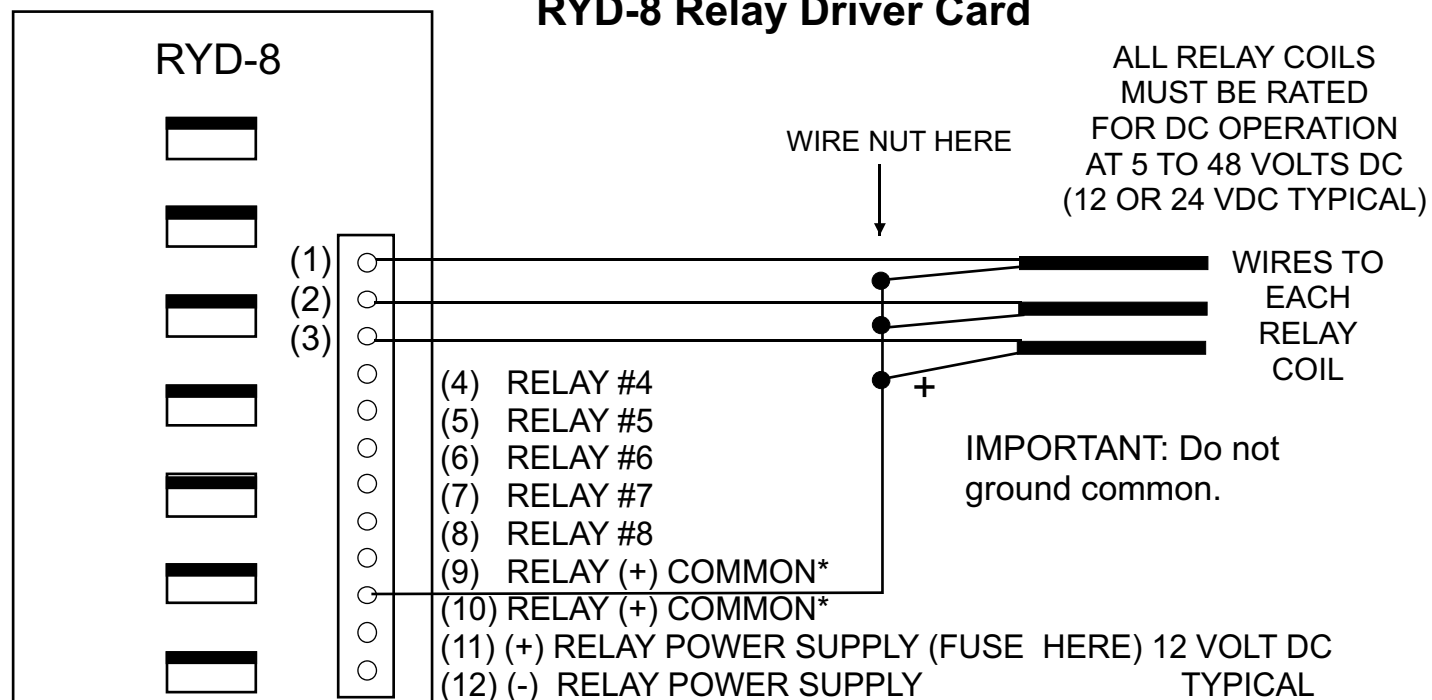 RYD-8 Relay Driver Card
RYD-8
ALL RELAY COILS
MUST BE RATED
FOR DC OPERATION
AT 5 TO 48 VOLTS DC
(12 OR 24 VDC TYPICAL)
WIRE NUT HERE
(1)
(2)
(3)
WIRES TO
EACH
RELAY
COIL
+
(4) RELAY #4
(5) RELAY #5
(6) RELAY #6
(7) RELAY #7
(8) RELAY #8
(9) RELAY (+) COMMON*
(10) RELAY (+) COMMON*
(11) (+) RELAY POWER SUPPLY (FUSE HERE) 12 VOLT DC
(12) (-) RELAY POWER SUPPLY TYPICAL
IMPORTANT: Do not
ground common.